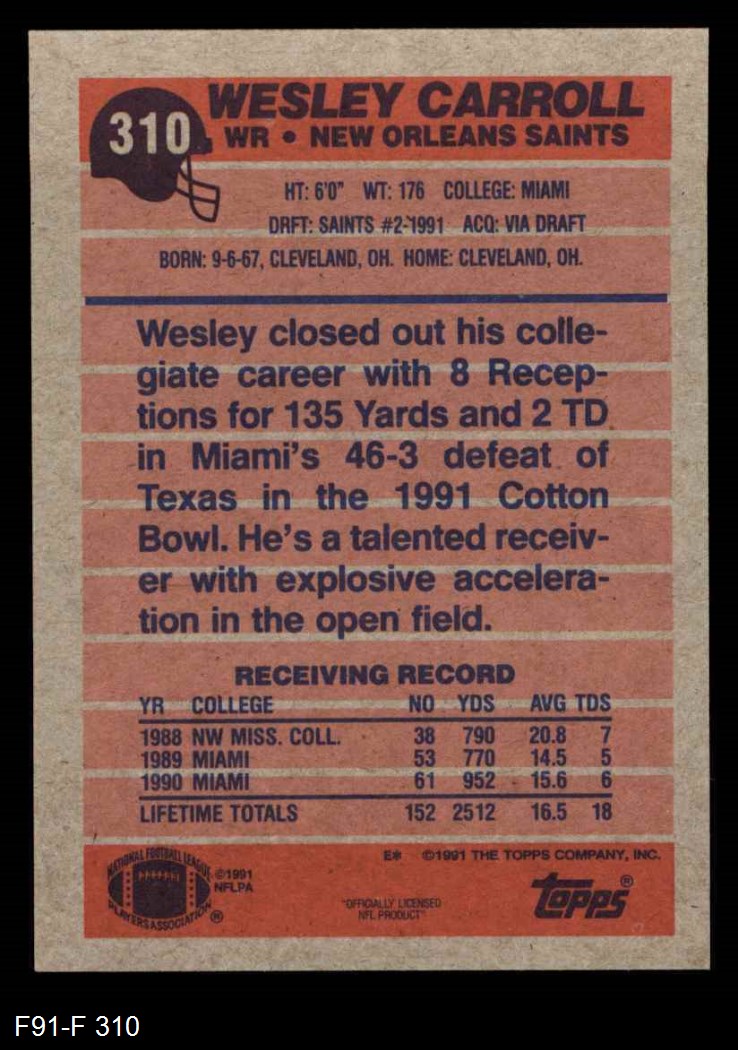 310
WESLEY CARROLL
WR • NEW ORLEANS SAINTS
HT: 6'0" WT: 176 COLLEGE: MIAMI
DRFT: SAINTS #2-1991 ACQ: VIA DRAFT
BORN: 9-6-67, CLEVELAND, OH. HOME: CLEVELAND, OH.
Wesley closed out his colle-
giate career with 8 Recep-
tions for 135 Yards and 2 TD
in Miami's 46-3 defeat of
Texas in the 1991 Cotton
Bowl. He's a talented receiv-
er with explosive accelera-
tion in the open field.
RECEIVING RECORD
YR COLLEGE NO YDS AVG TDS
1988 NW MISS. COLL. 38 790 20.8 7
1989 MIAMI 53 770 14.5 5
1990 MIAMI 61 952 15.6 6
LIFETIME TOTALS 152 2512 16.5 18
E* ©1991 THE TOPPS COMPANY, INC.
NATIONAL FOOTBALL LEAGUE
PLAYERS ASSOCIATION ®
©1991
NFLPA
"OFFICIALLY LICENSED
NFL PRODUCT"
topps®
F91-F 310